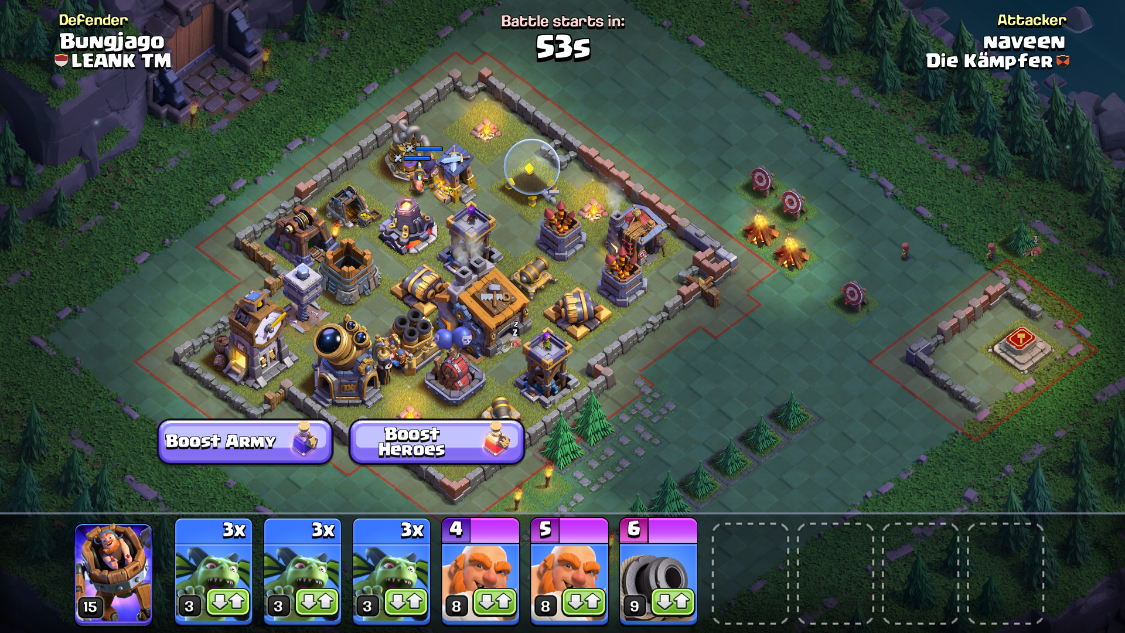 Defender
Bungjago
LEANK TM
Battle starts in:
53s
Attacker
naveen
Die Kämpfer
Boost Army
Boost
Heroes
15
3x
3
3x
3
3x
3
4
8
5
8
6
9